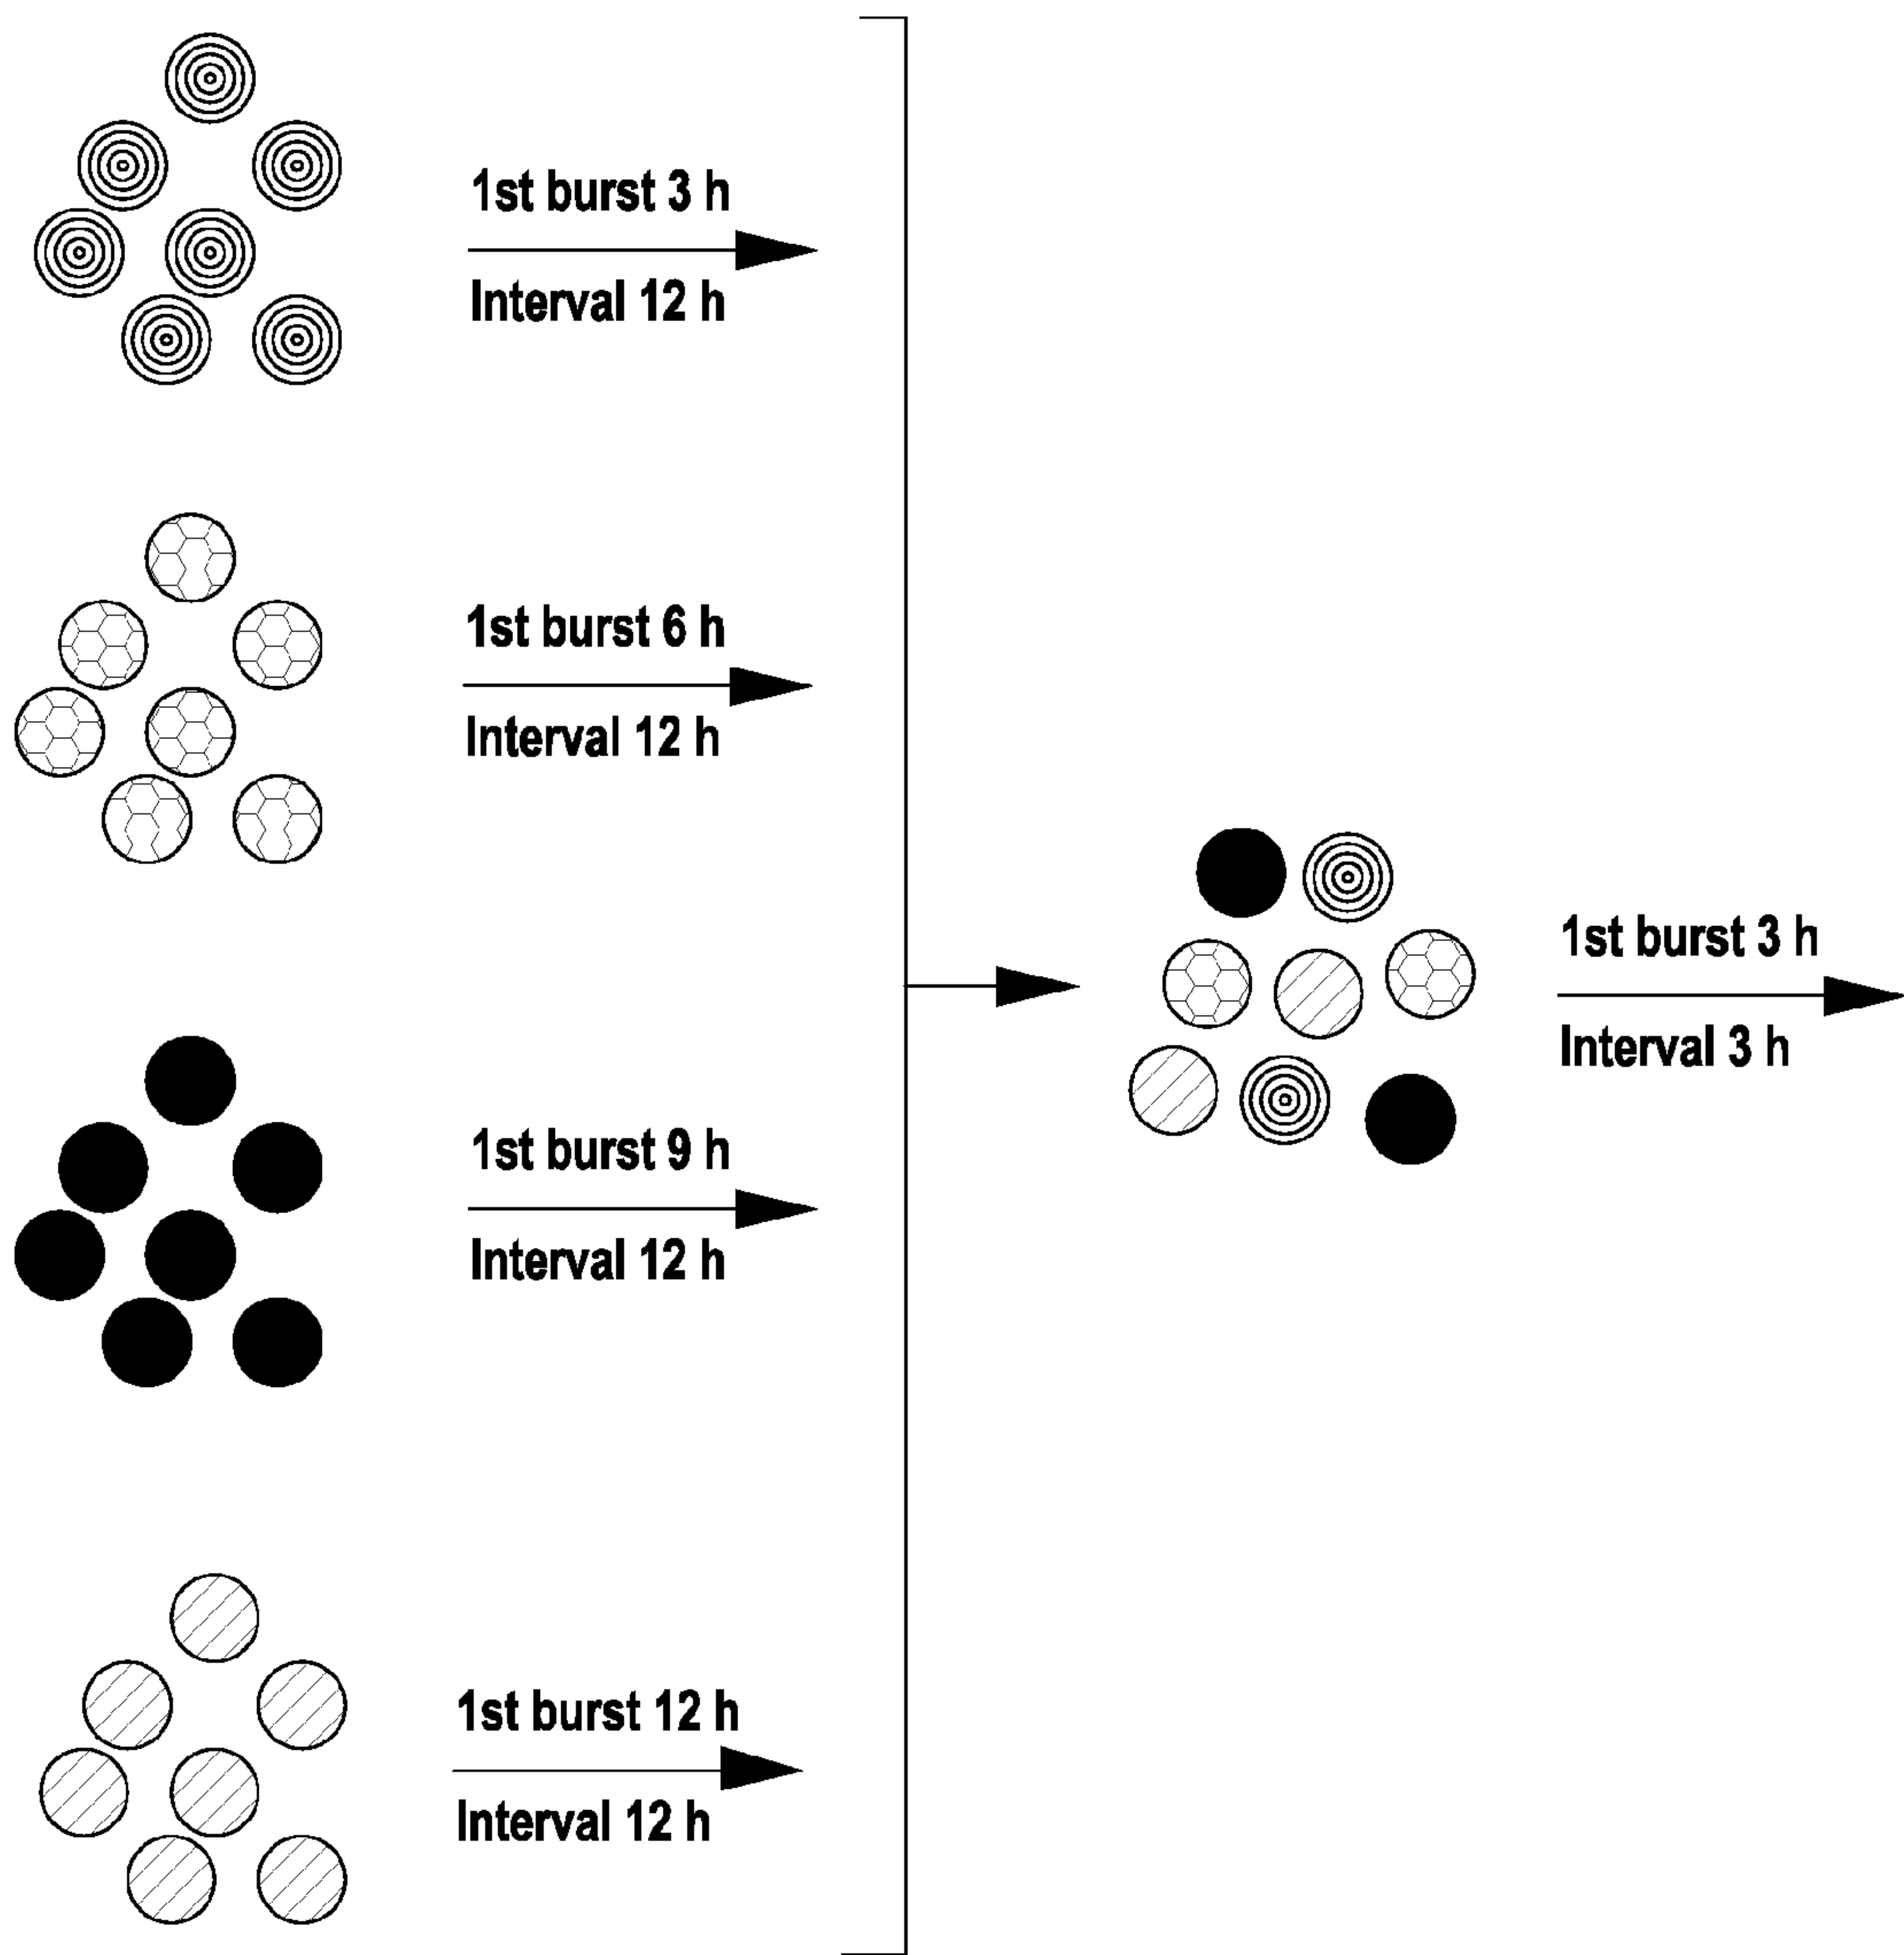 1st burst 3 h
Interval 12 h
1st burst 6 h
Interval 12 h
1st burst 9 h
Interval 12 h
1st burst 12 h
Interval 12 h
1st burst 3 h
Interval 3 h